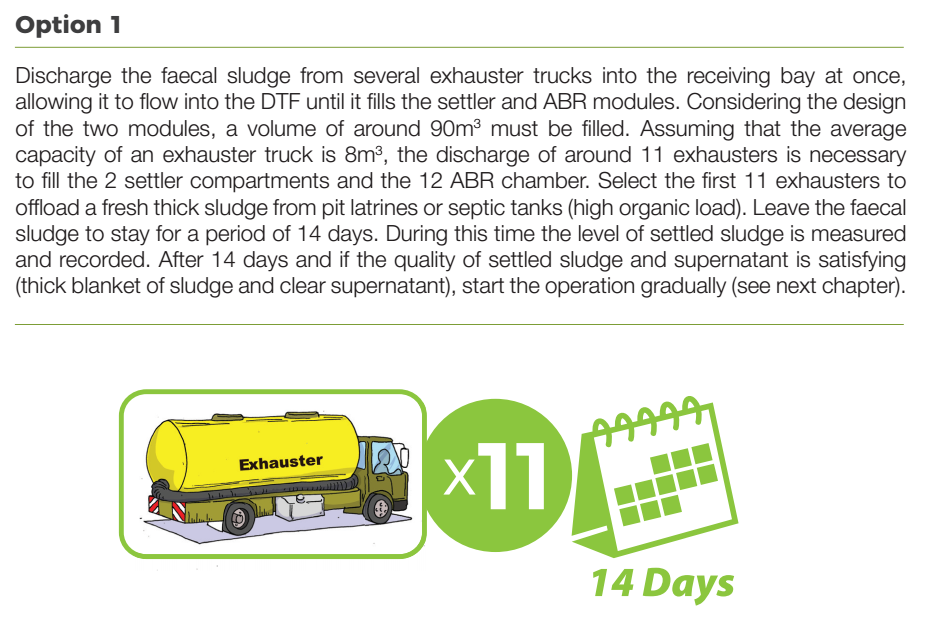 Option 1
Discharge the faecal sludge from several exhauster trucks into the receiving bay at once,
allowing it to flow into the DTF until it fills the settler and ABR modules. Considering the design
of the two modules, a volume of around 90m³ must be filled. Assuming that the average
capacity of an exhauster truck is 8m³, the discharge of around 11 exhausters is necessary
to fill the 2 settler compartments and the 12 ABR chamber. Select the first 11 exhausters to
offload a fresh thick sludge from pit latrines or septic tanks (high organic load). Leave the faecal
sludge to stay for a period of 14 days. During this time the level of settled sludge is measured
and recorded. After 14 days and if the quality of settled sludge and supernatant is satisfying
(thick blanket of sludge and clear supernatant), start the operation gradually (see next chapter).
Exhauster
x11
14 Days